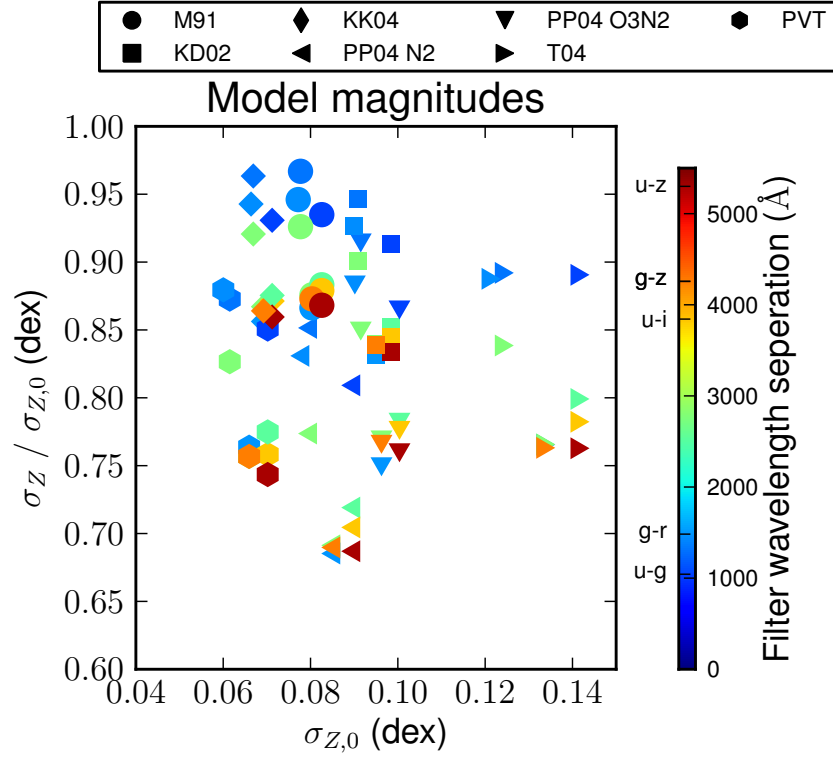 M91 KK04 PP04 O3N2 PVT
KD02 PP04 N2 T04
Model magnitudes
1.00
0.95
0.90
0.85
0.80
0.75
0.70
0.65
0.60
0.04 0.06 0.08 0.10 0.12 0.14
σZ,0 (dex)
σZ / σZ,0 (dex)
u-z
g-z
u-i
g-r
u-g
5000
4000
3000
2000
1000
0
Filter wavelength seperation (Å)